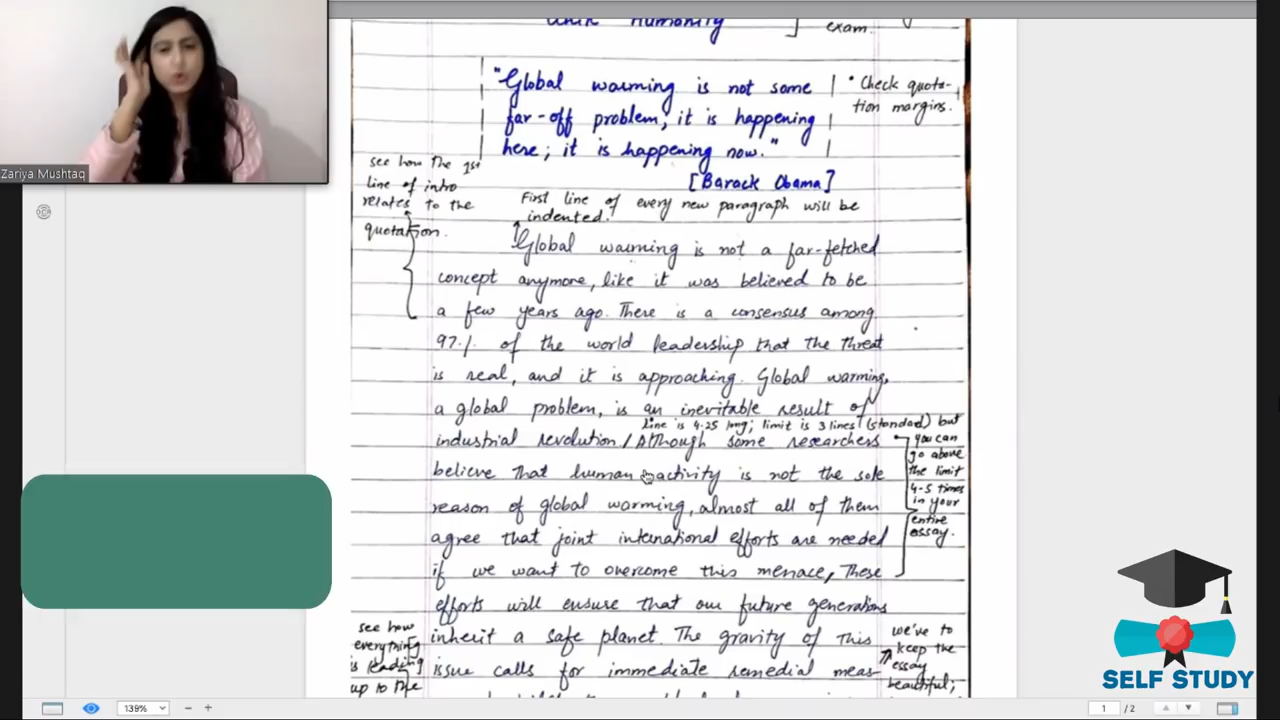 Unite Humanity
exam.
"Global warming is not some
far-off problem, it is happening
here; it is happening now."
[Barack Obama]
• Check quota-
tion margins.
Zariya Mushtaq
see how the 1st
line of intro
relates to the
quotation.
First line of every new paragraph will be
indented.
Global warming is not a far-fetched
concept anymore, like it was believed to be
a few years ago. There is a consensus among
97% of the world leadership that the threat
is real, and it is approaching. Global warming,
a global problem, is an inevitable result of
line is 4.25 long; limit is 3 lines (standard) but
you can
go above
the limit
4-5 times
in your
entire
essay.
industrial revolution/Although some researchers
believe that human activity is not the sole
reason of global warming, almost all of them
agree that joint international efforts are needed
if we want to overcome this menace, These
efforts will ensure that our future generations
inherit a safe planet. The gravity of this
issue calls for immediate remedial meas-
see how
everything
is leading
up to the
we've to
keep the
essay
beautiful;
139%
1 / 2
SELF STUDY